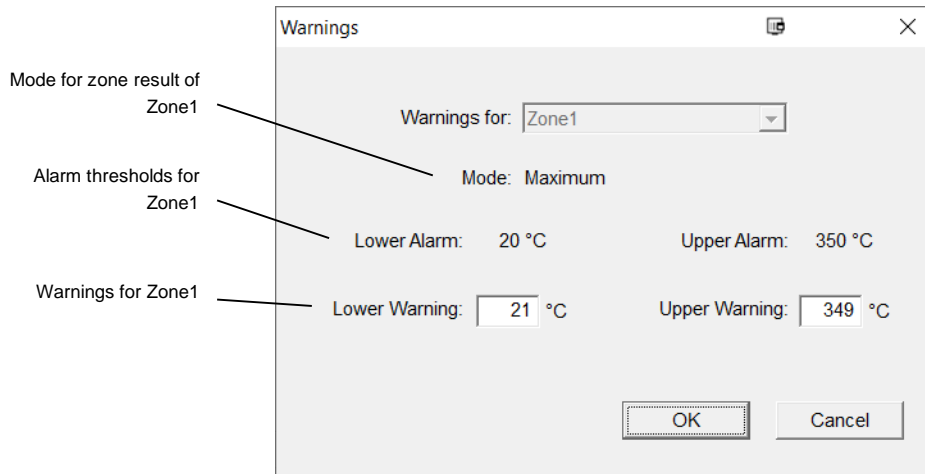 Warnings
Mode for zone result of
Zone1
Warnings for: Zone1
Mode: Maximum
Alarm thresholds for
Zone1
Lower Alarm: 20 °C Upper Alarm: 350 °C
Warnings for Zone1
Lower Warning: 21 °C Upper Warning: 349 °C
OK Cancel